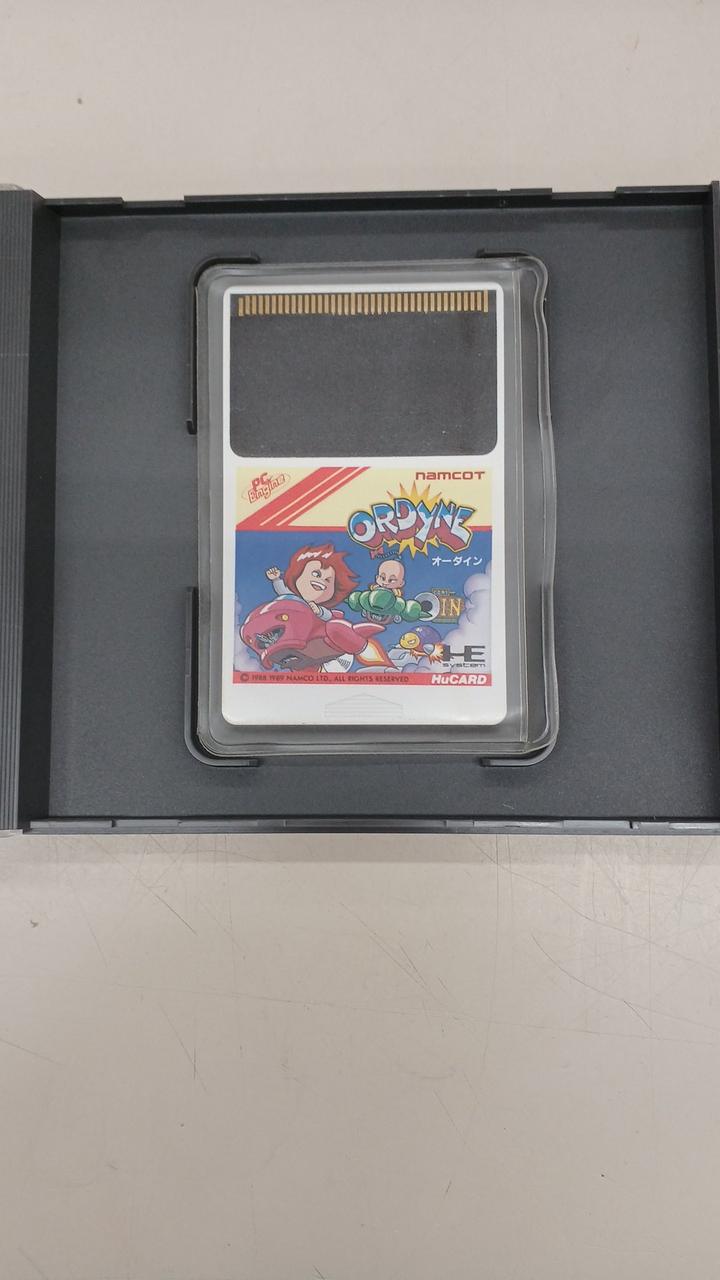 PC Engine
namcot
ORDYNE
オーダイン
IN
HE
system
© 1988 1989 NAMCO LTD., ALL RIGHTS RESERVED
HuCARD